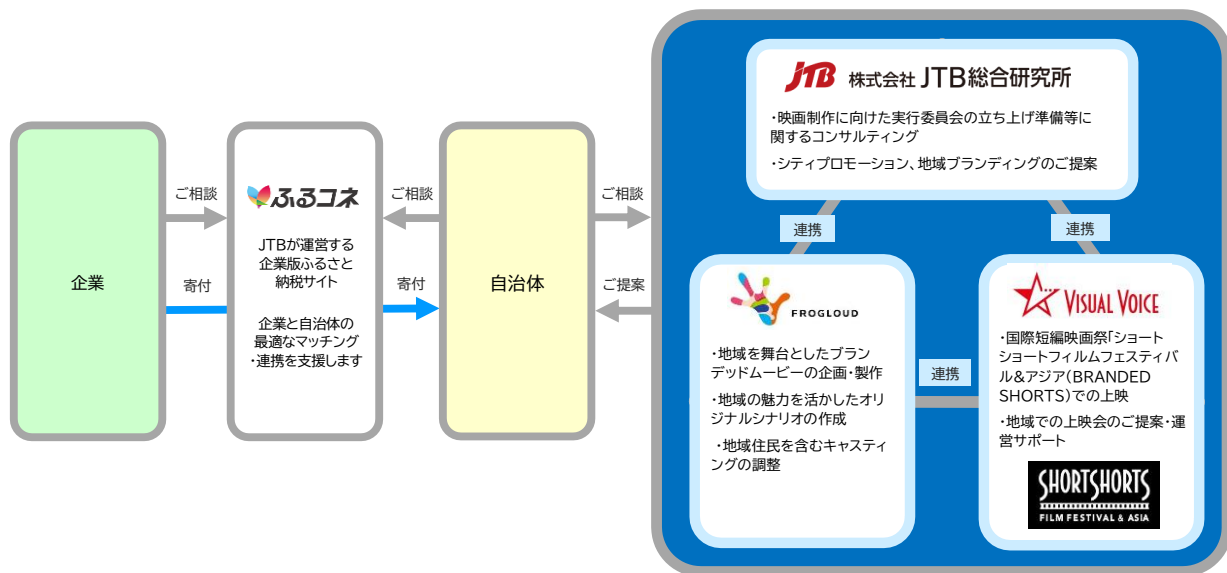 企業
ご相談
寄付
ふるコネ
JTBが運営する
企業版ふるさと
納税サイト
企業と自治体の
最適なマッチング
・連携を支援します
ご相談
寄付
自治体
ご相談
ご提案
JTB 株式会社 JTB総合研究所
・映画制作に向けた実行委員会の立ち上げ準備等に
関するコンサルティング
・シティプロモーション、地域ブランディングのご提案
連携
連携
FROGLOUD
・地域を舞台としたブラン
デッドムービーの企画・製作
・地域の魅力を活かしたオリ
ジナルシナリオの作成
・地域住民を含むキャスティ
ングの調整
連携
VISUAL VOICE
・国際短編映画祭「ショート
ショートフィルムフェスティバ
ル&アジア(BRANDED
SHORTS)での上映
・地域での上映会のご提案・運
営サポート
SHORTSHORTS
FILM FESTIVAL & ASIA